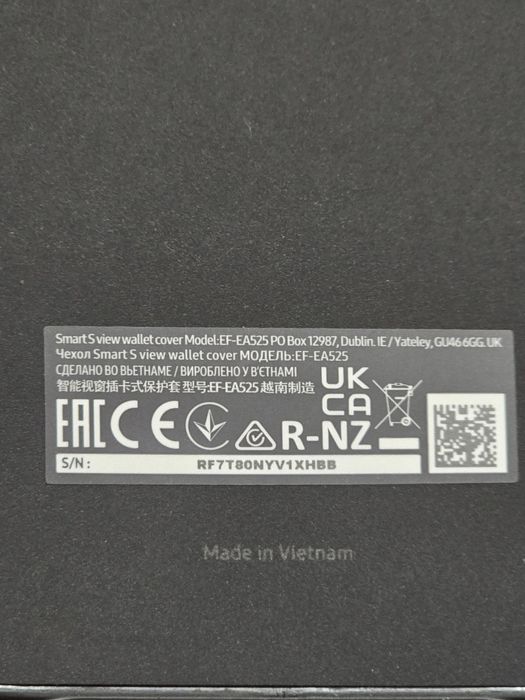 Smart S view wallet cover Model:EF-EA525 PO Box 12987, Dublin. IE / Yateley, GU46 6GG. UK
Чехол Smart S view wallet cover МОДЕЛЬ:EF-EA525
СДЕЛАНО ВО ВЬЕТНАМЕ / ВИРОБЛЕНО У В'ЄТНАМІ
智能视窗插卡式保护套 型号:EF-EA525 越南制造
UK
CA
EAC CE R-NZ
S/N : RF7T80NYV1XHBB
Made in Vietnam